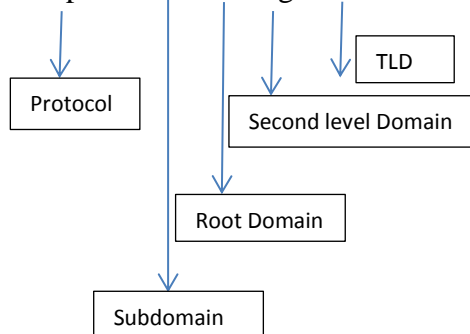 TLD
Protocol
Second level Domain
Root Domain
Subdomain